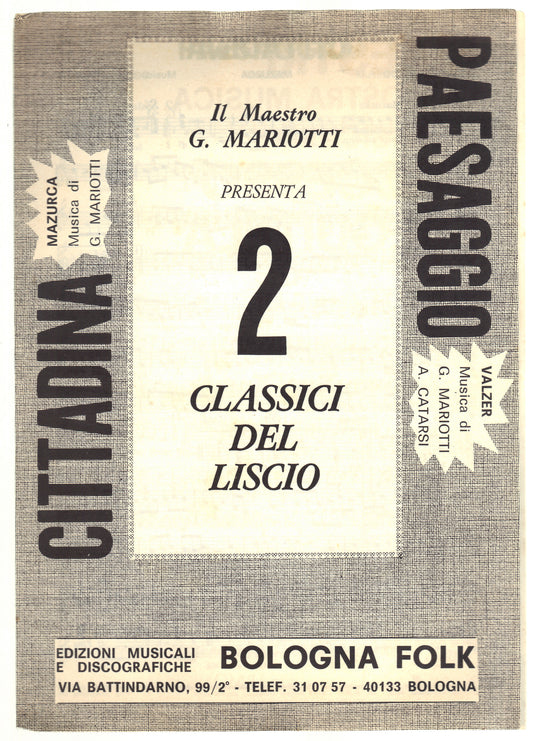 Il Maestro
G. MARIOTTI
PRESENTA
2
CLASSICI
DEL
LISCIO
CITTADINA
MAZURCA
Musica di
G. MARIOTTI
PAESAGGIO
VALZER
Musica di
G. MARIOTTI
A. CATARSI
EDIZIONI MUSICALI
E DISCOGRAFICHE
BOLOGNA FOLK
VIA BATTINDARNO, 99/2° - TELEF. 31 07 57 - 40133 BOLOGNA